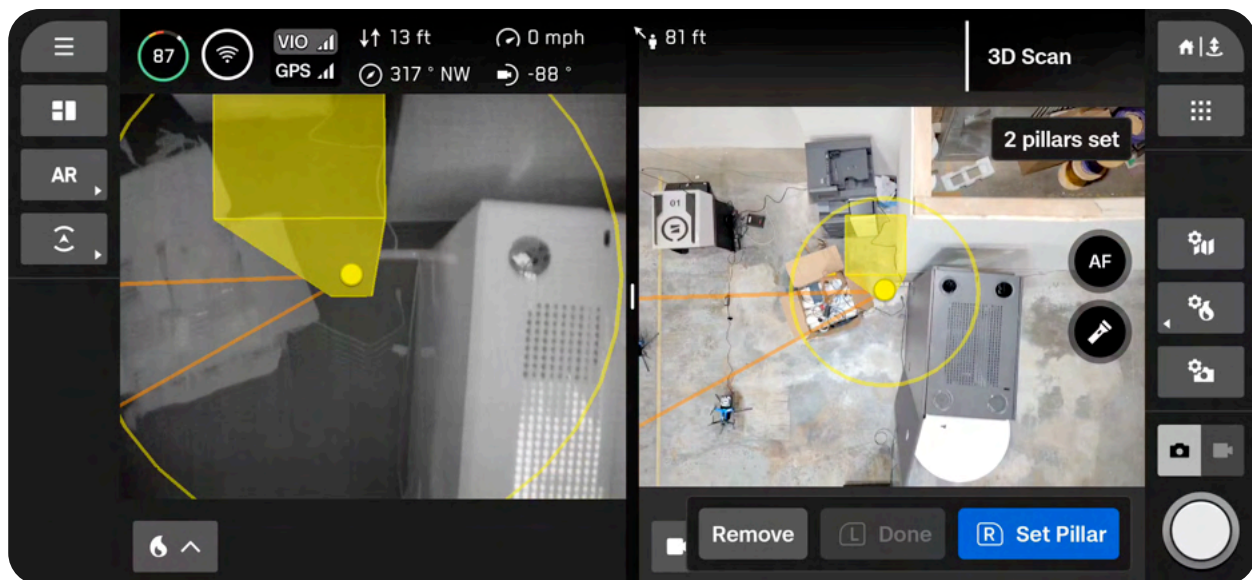 87
VIO
GPS
13 ft
317 ° NW
0 mph
-88 °
81 ft
3D Scan
2 pillars set
AR
01
AF
Remove
L Done
R Set Pillar